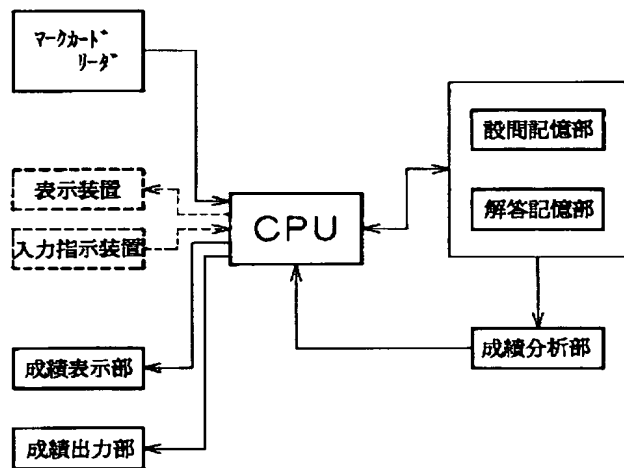 マークカード
リーダ
設問記憶部
表示装置
解答記憶部
CPU
入力指示装置
成績表示部
成績分析部
成績出力部